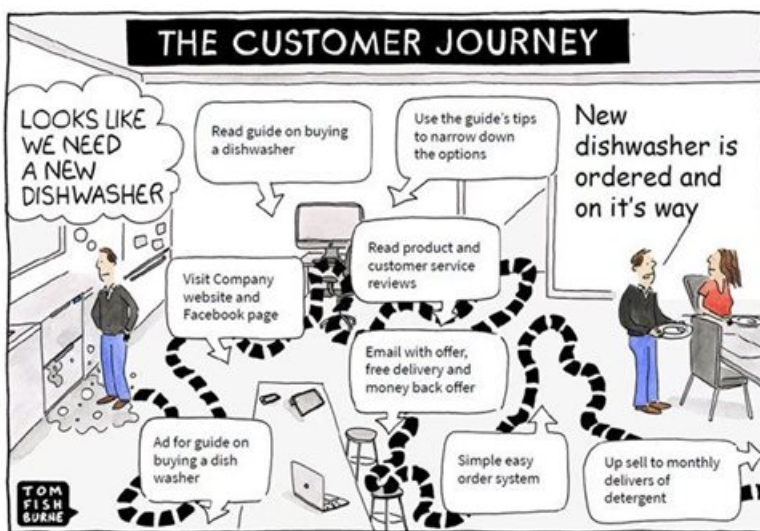 THE CUSTOMER JOURNEY
LOOKS LIKE
WE NEED
A NEW
DISHWASHER
Ad for guide on
buying a dish
washer
Visit Company
website and
Facebook page
Read guide on buying
a dishwasher
Use the guide's tips
to narrow down
the options
Read product and
customer service
reviews
Email with offer,
free delivery and
money back offer
Simple easy
order system
New
dishwasher is
ordered and
on it's way
Up sell to monthly
delivers of
detergent
TOM
FISH
BURNE